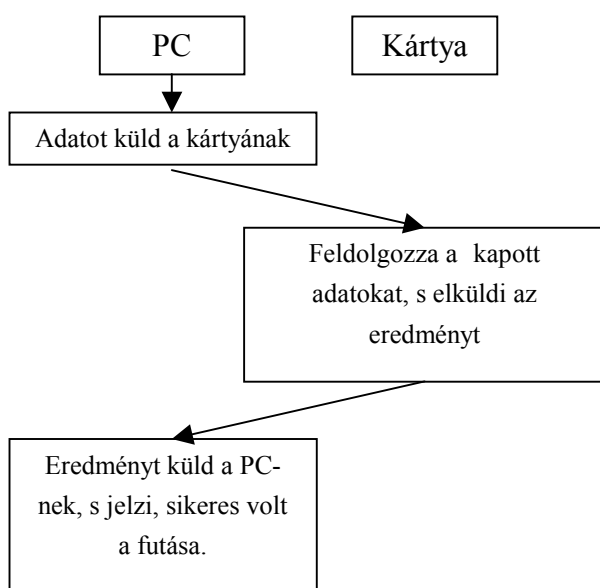 PC
Kártya
Adatot küld a kártyának
Feldolgozza a kapott
adatokat, s elküldi az
eredményt
Eredményt küld a PC-
nek, s jelzi, sikeres volt
a futása.